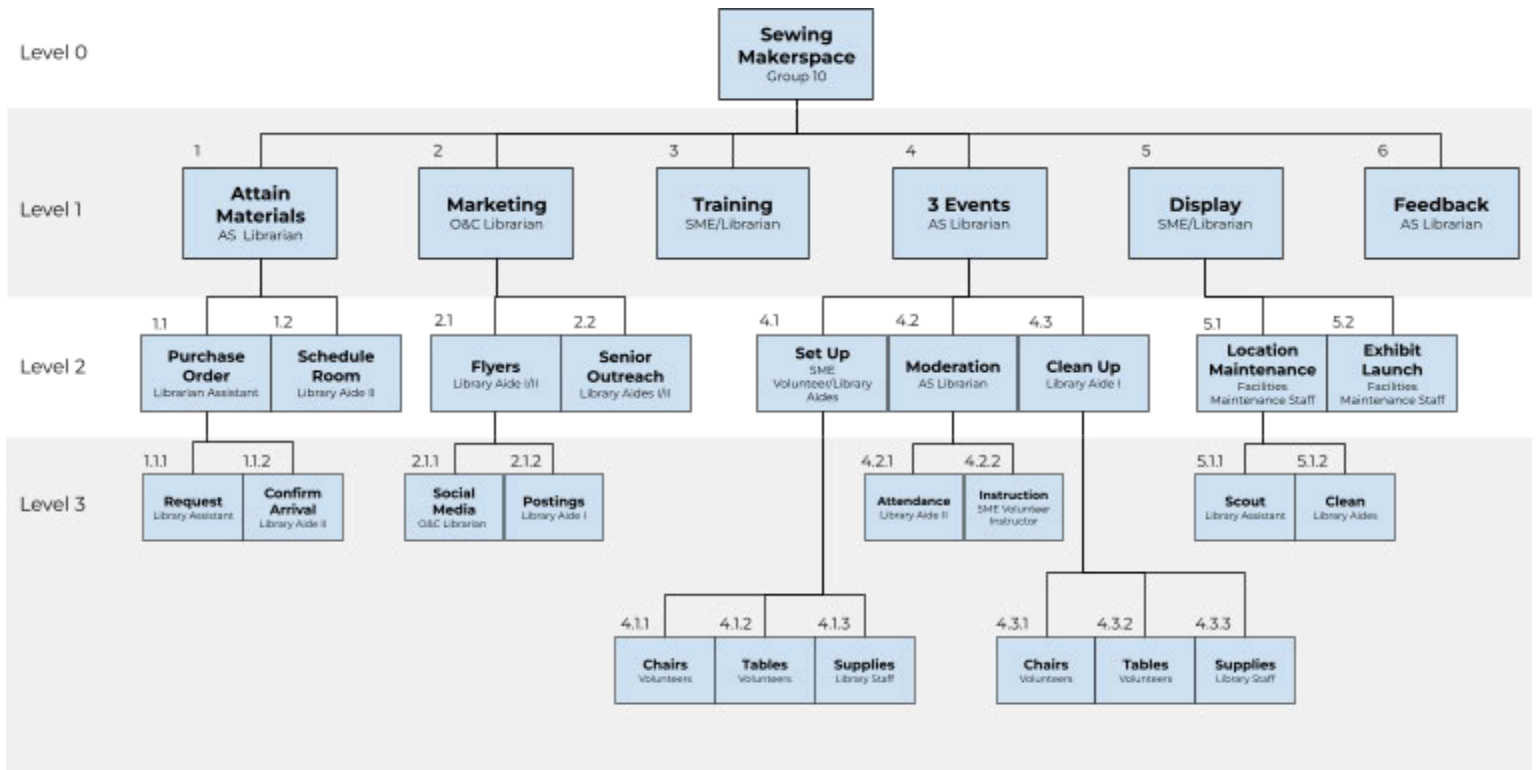 Level 0
Sewing
Makerspace
Group 10
Level 1
1
Attain
Materials
AS Librarian
2
Marketing
O&C Librarian
3
Training
SME/Librarian
4
3 Events
AS Librarian
5
Display
SME/Librarian
6
Feedback
AS Librarian
Level 2
1.1
Purchase
Order
Librarian Assistant
1.2
Schedule
Room
Library Aide II
2.1
Flyers
Library Aide I/II
2.2
Senior
Outreach
Library Aides I/II
4.1
Set Up
SME
Volunteer/Library
Aides
4.2
Moderation
AS Librarian
4.3
Clean Up
Library Aide I
5.1
Location
Maintenance
Facilities
Maintenance Staff
5.2
Exhibit
Launch
Facilities
Maintenance Staff
Level 3
1.1.1
Request
Library Assistant
1.1.2
Confirm
Arrival
Library Aide II
2.1.1
Social
Media
O&C Librarian
2.1.2
Postings
Library Aide I
4.2.1
Attendance
Library Aide II
4.2.2
Instruction
SME Volunteer
Instructor
5.1.1
Scout
Library Assistant
5.1.2
Clean
Library Aides
4.1.1
Chairs
Volunteers
4.1.2
Tables
Volunteers
4.1.3
Supplies
Library Staff
4.3.1
Chairs
Volunteers
4.3.2
Tables
Volunteers
4.3.3
Supplies
Library Staff